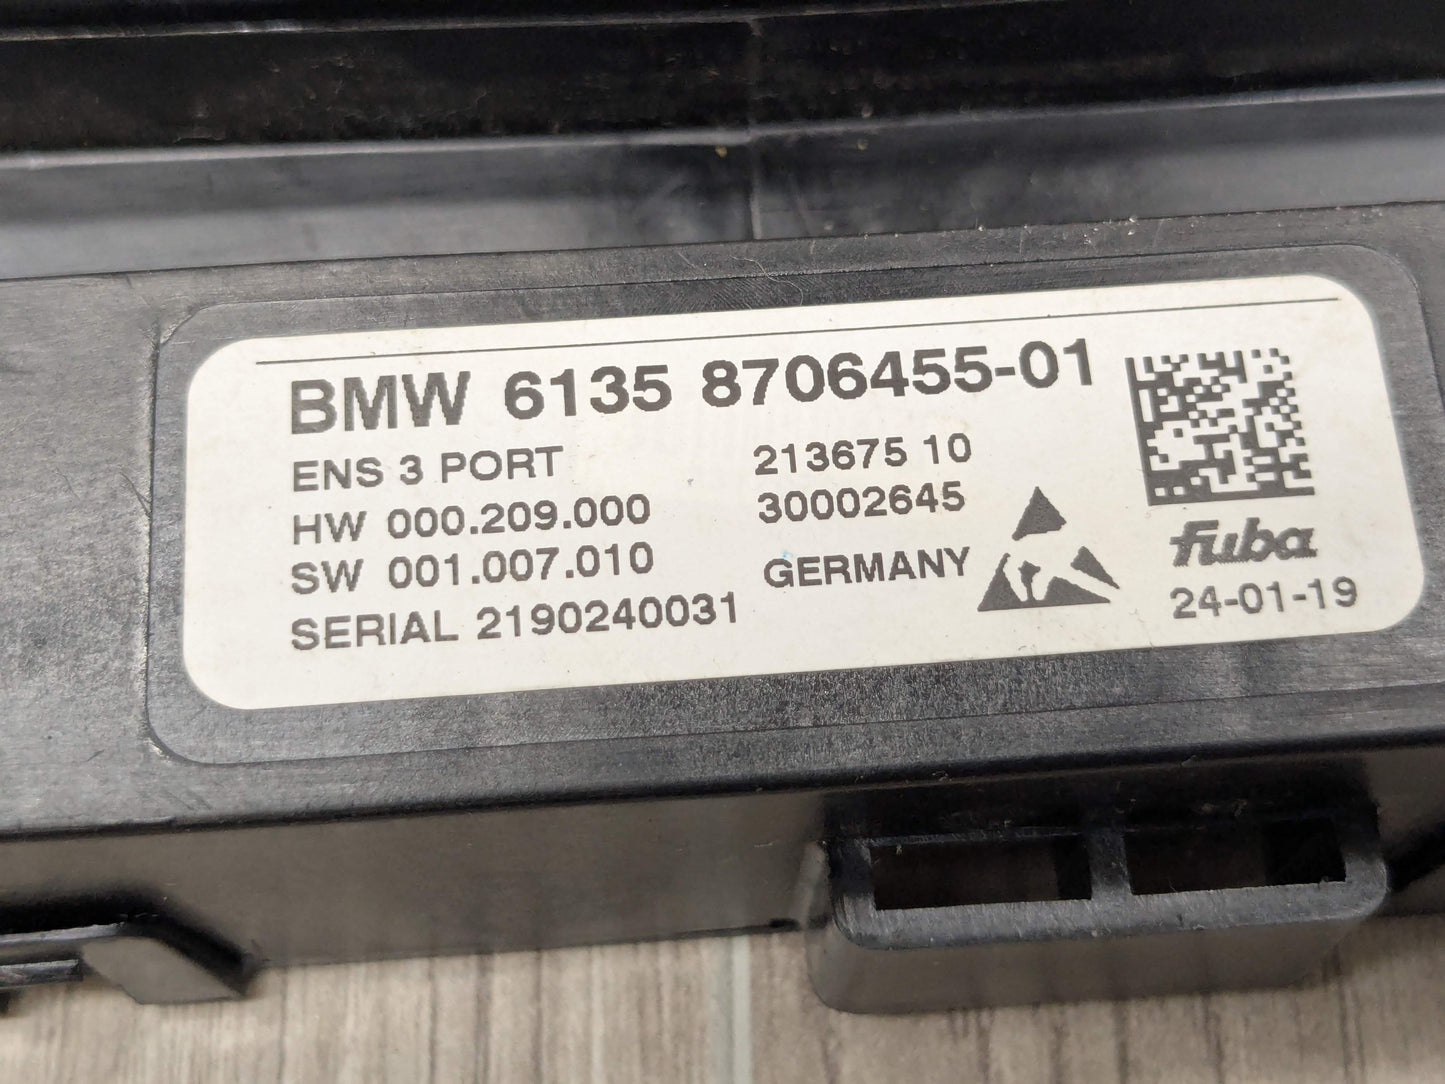 BMW 6135 8706455-01
ENS 3 PORT 213675 10
HW 000.209.000 30002645
SW 001.007.010 GERMANY
SERIAL 2190240031
fuba
24-01-19